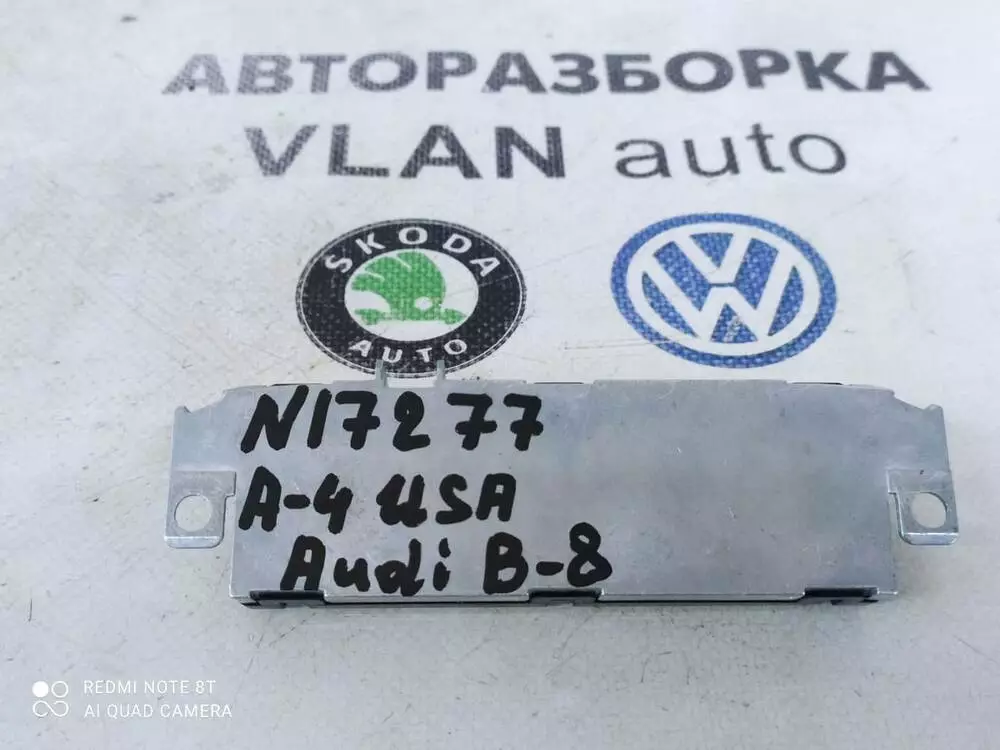 АВТОРАЗБОРКА
VLAN auto
SKODA
AUTO
N17277
A-4 USA
Audi B-8
REDMI NOTE 8T
AI QUAD CAMERA